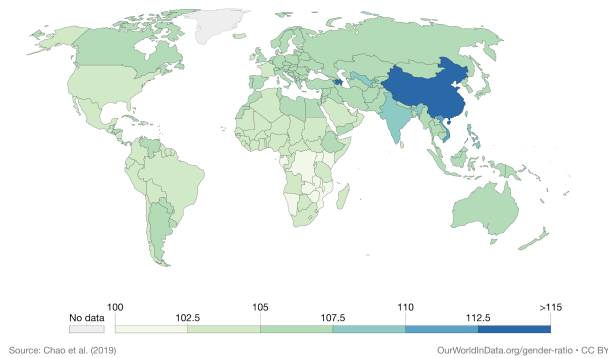 No data
100
102.5
105
107.5
110
112.5
>115
Source: Chao et al. (2019)
OurWorldInData.org/gender-ratio • CC BY